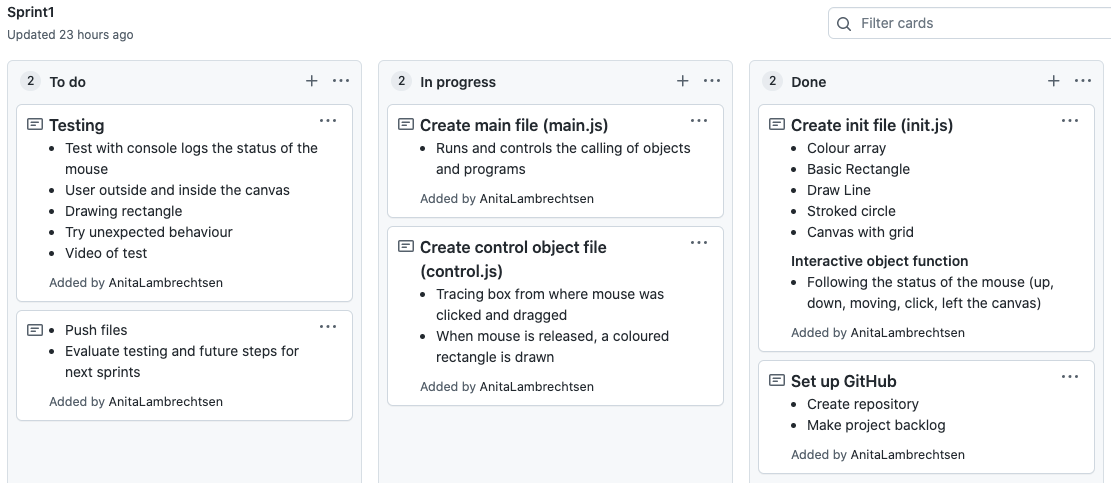 Sprint1
Updated 23 hours ago
Filter cards
2 To do
Testing
• Test with console logs the status of the
mouse
• User outside and inside the canvas
• Drawing rectangle
• Try unexpected behaviour
• Video of test
Added by AnitaLambrechtsen
• Push files
• Evaluate testing and future steps for
next sprints
Added by AnitaLambrechtsen
2 In progress
Create main file (main.js)
• Runs and controls the calling of objects
and programs
Added by AnitaLambrechtsen
Create control object file
(control.js)
• Tracing box from where mouse was
clicked and dragged
• When mouse is released, a coloured
rectangle is drawn
Added by AnitaLambrechtsen
2 Done
Create init file (init.js)
• Colour array
• Basic Rectangle
• Draw Line
• Stroked circle
• Canvas with grid
Interactive object function
• Following the status of the mouse (up,
down, moving, click, left the canvas)
Added by AnitaLambrechtsen
Set up GitHub
• Create repository
• Make project backlog
Added by AnitaLambrechtsen